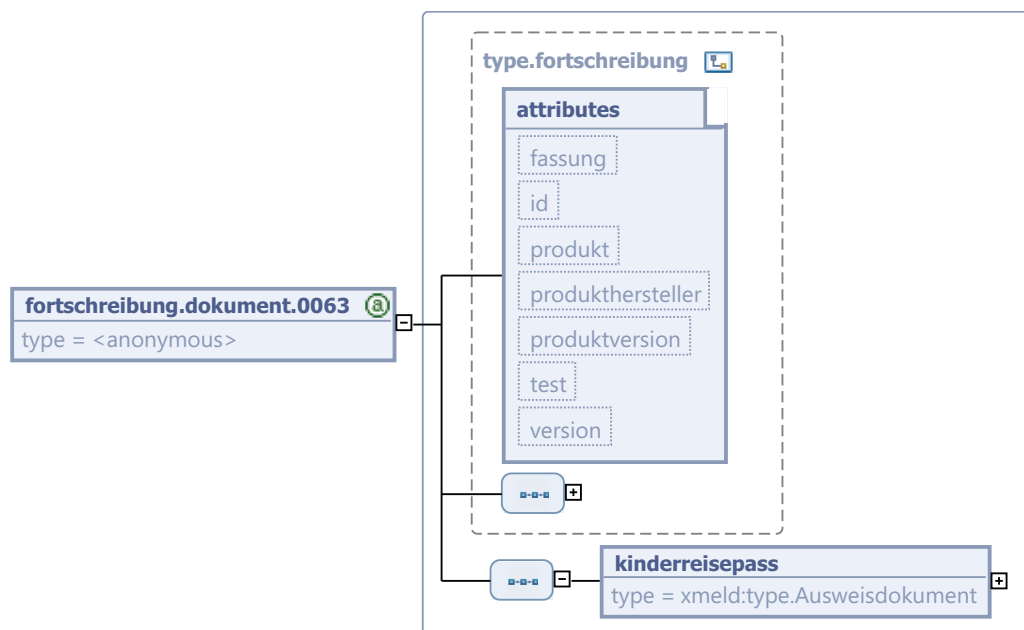 type.fortschreibung
attributes
fassung
id
produkt
produkthersteller
produktversion
test
version
fortschreibung.dokument.0063
type = <anonymous>
kinderreisepass
type = xmeld:type.Ausweisdokument